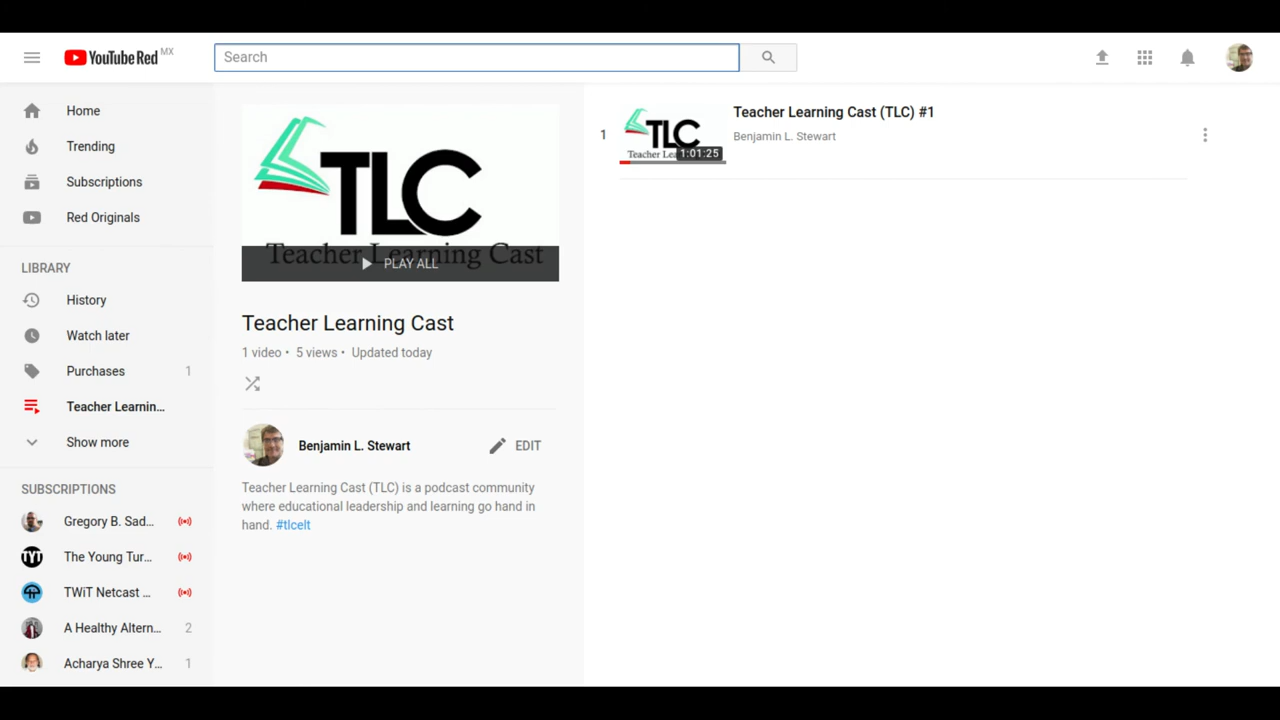 YouTube Red MX
Search
Home
Trending
Subscriptions
Red Originals
LIBRARY
History
Watch later
Purchases 1
Teacher Learnin...
Show more
SUBSCRIPTIONS
Gregory B. Sad...
The Young Tur...
TYT
TWiT Netcast ...
A Healthy Altern... 2
Acharya Shree Y... 1
TLC
Teacher Learning Cast
PLAY ALL
Teacher Learning Cast
1 video • 5 views • Updated today
Benjamin L. Stewart
EDIT
Teacher Learning Cast (TLC) is a podcast community
where educational leadership and learning go hand in
hand. #tlcelt
1
TLC
Teacher Lea
1:01:25
Teacher Learning Cast (TLC) #1
Benjamin L. Stewart